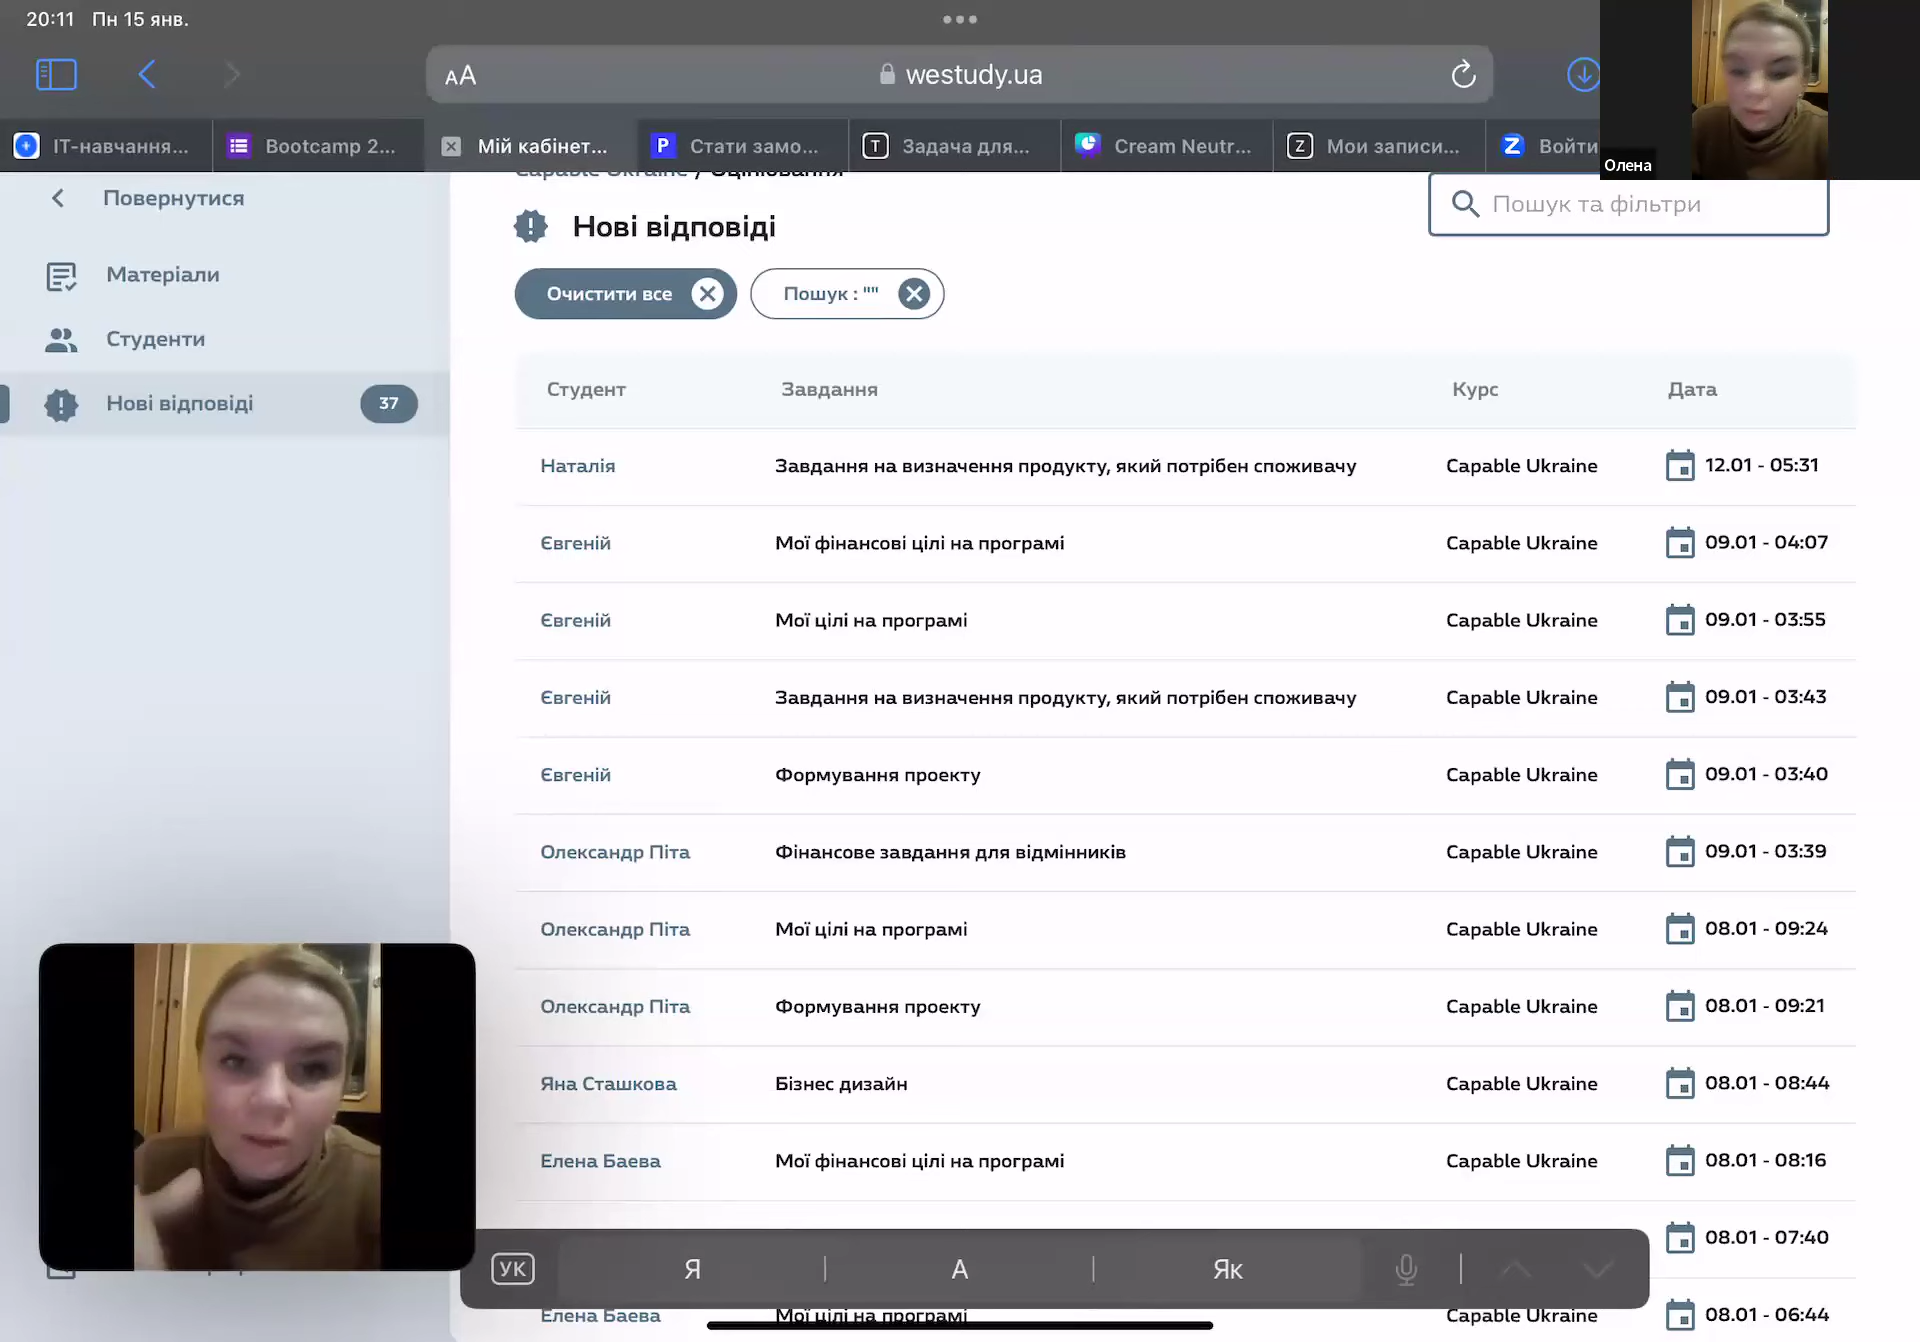 20:11 Пн 15 янв.
AA westudy.ua
IT-навчання...
Bootcamp 2...
Мій кабінет...
P Стати замо...
T Задача для...
Cream Neutr...
Z Мои записи...
Z Войти
Олена
Capable Ukraine / Оцінювання
Повернутися
Матеріали
Студенти
Нові відповіді 37
Нові відповіді
Пошук та фільтри
Очистити все
Пошук : ""
Студент Завдання Курс Дата
Наталія Завдання на визначення продукту, який потрібен споживачу Capable Ukraine 12.01 - 05:31
Євгеній Мої фінансові цілі на програмі Capable Ukraine 09.01 - 04:07
Євгеній Мої цілі на програмі Capable Ukraine 09.01 - 03:55
Євгеній Завдання на визначення продукту, який потрібен споживачу Capable Ukraine 09.01 - 03:43
Євгеній Формування проекту Capable Ukraine 09.01 - 03:40
Олександр Піта Фінансове завдання для відмінників Capable Ukraine 09.01 - 03:39
Олександр Піта Мої цілі на програмі Capable Ukraine 08.01 - 09:24
Олександр Піта Формування проекту Capable Ukraine 08.01 - 09:21
Яна Сташкова Бізнес дизайн Capable Ukraine 08.01 - 08:44
Елена Баева Мої фінансові цілі на програмі Capable Ukraine 08.01 - 08:16
08.01 - 07:40
УК Я А Як
Елена Баева Мої цілі на програмі Capable Ukraine 08.01 - 06:44